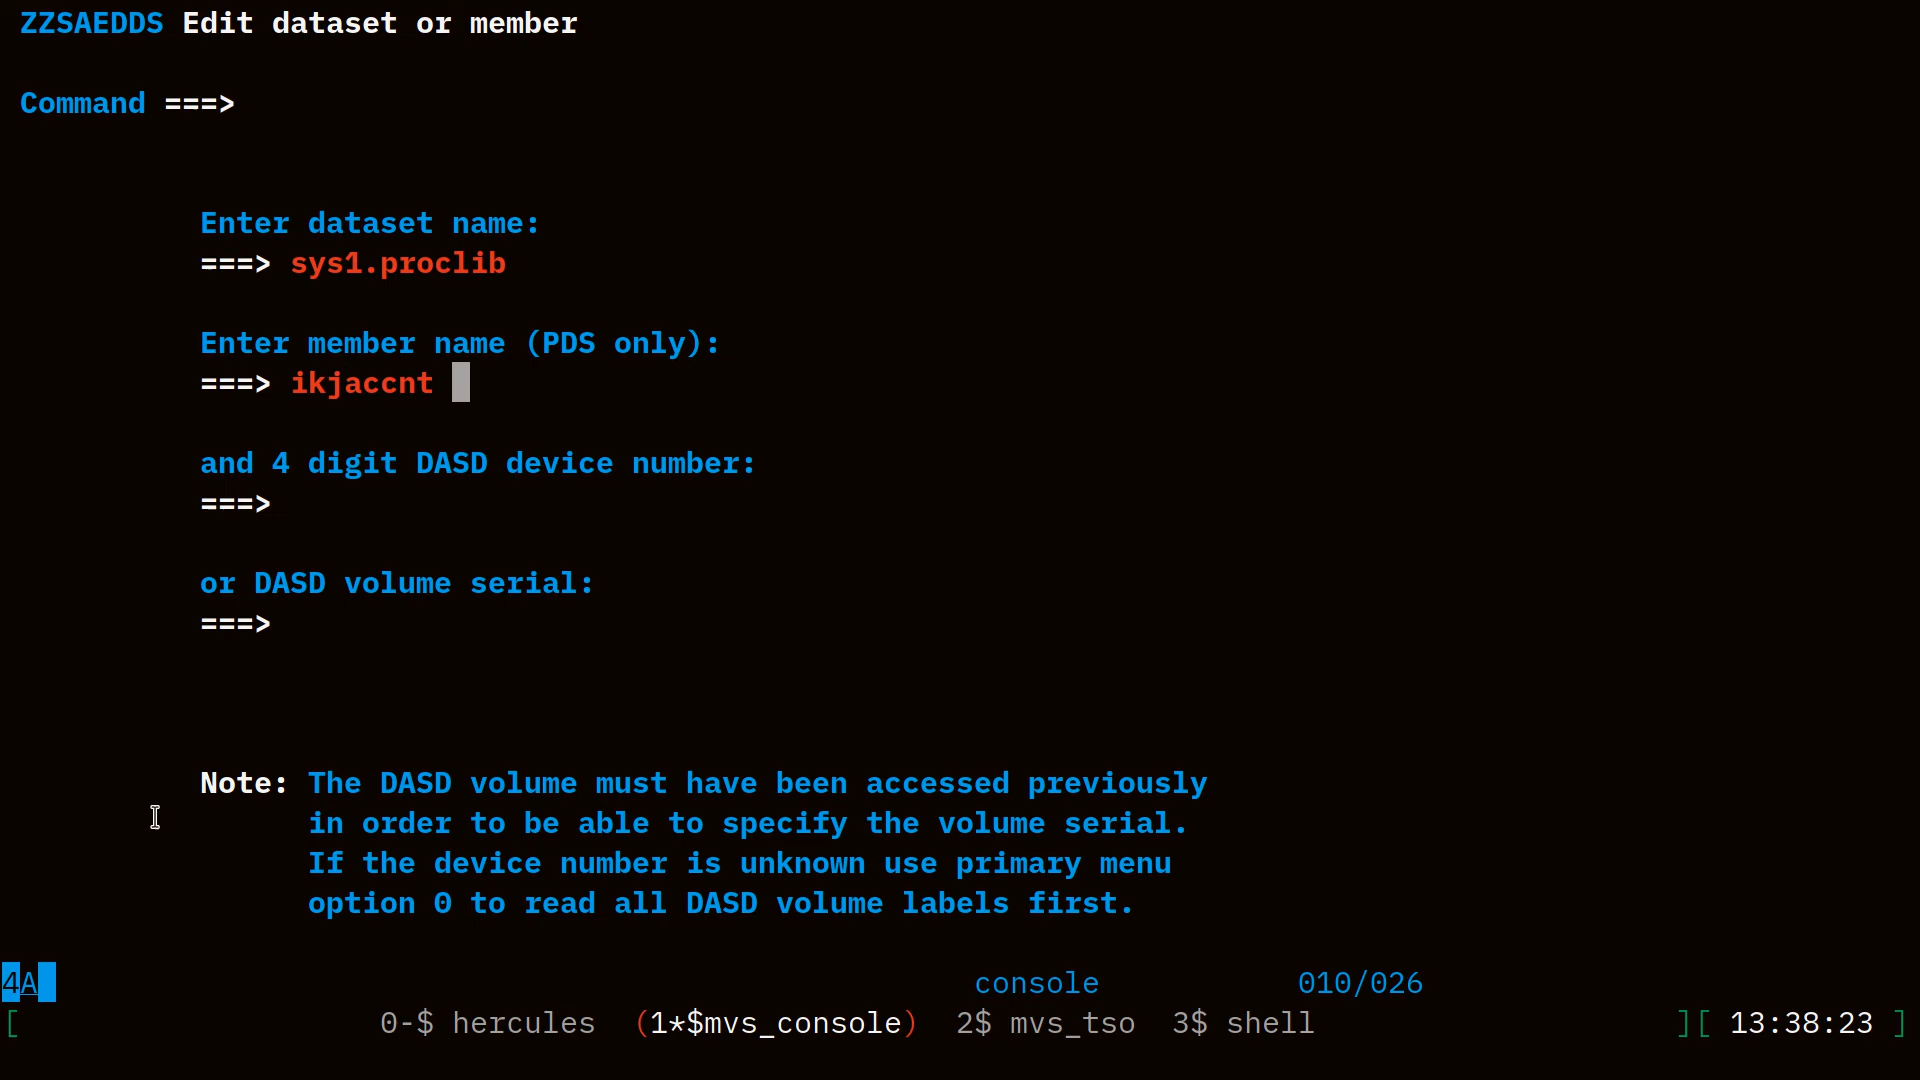 ZZSAEDDS Edit dataset or member
Command ===>
Enter dataset name:
===> sys1.proclib
Enter member name (PDS only):
===> ikjaccnt
and 4 digit DASD device number:
===>
or DASD volume serial:
===>
Note: The DASD volume must have been accessed previously
in order to be able to specify the volume serial.
If the device number is unknown use primary menu
option 0 to read all DASD volume labels first.
4A console 010/026
[ 0-$ hercules (1*$mvs_console) 2$ mvs_tso 3$ shell ][ 13:38:23 ]